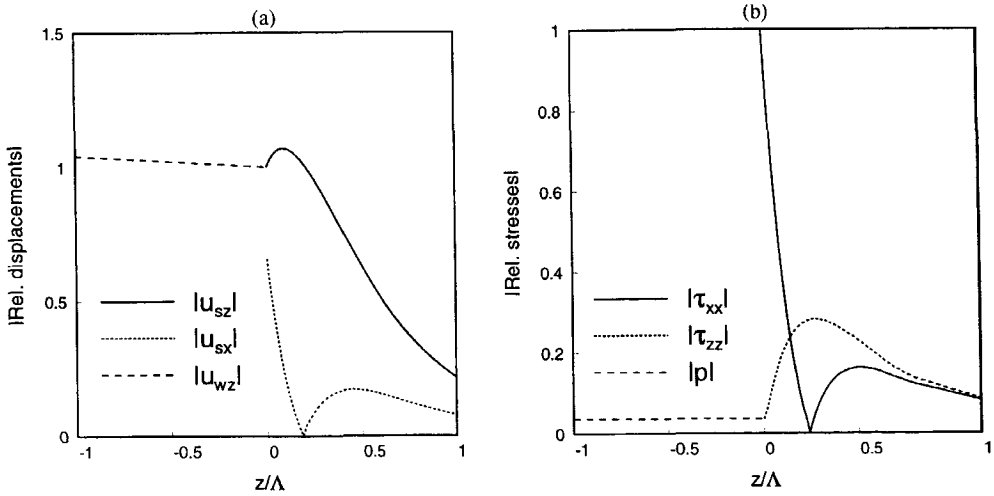 (a)
1.5
1
0.5
0
|Rel. displacements|
|u_sz|
|u_sx|
|u_wz|
-1
-0.5
0
0.5
1
z/Λ
(b)
1
0.8
0.6
0.4
0.2
0
|Rel. stresses|
|τ_xx|
|τ_zz|
|p|
-1
-0.5
0
0.5
1
z/Λ